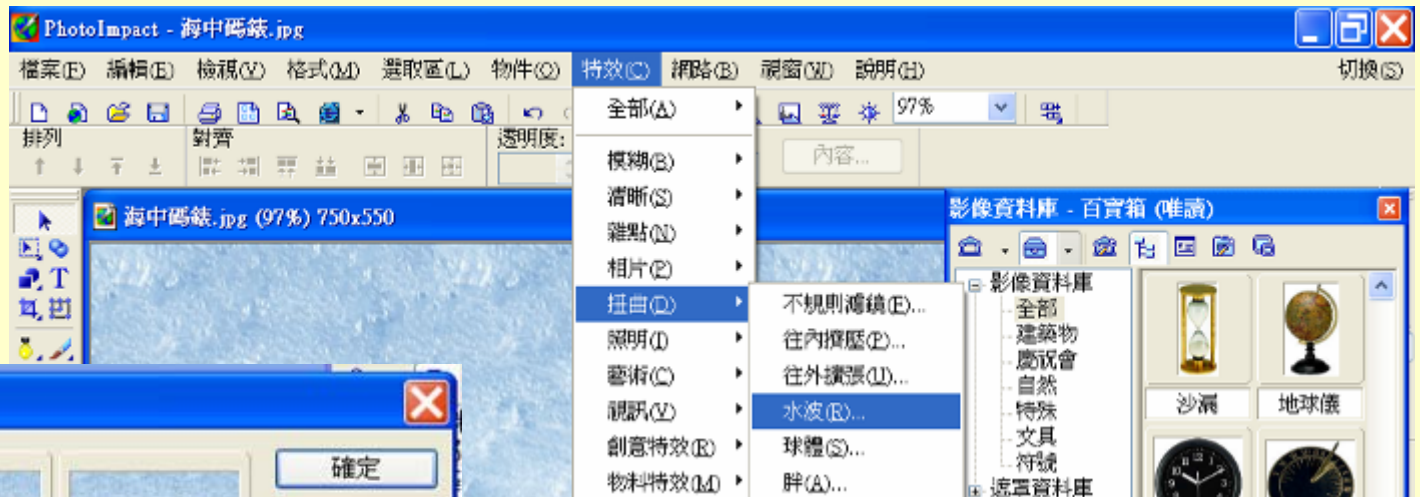 PhotoImpact - 海中碼錶.jpg
檔案(F) 編輯(E) 檢視(V) 格式(M) 選取區(L) 物件(O) 特效(C) 網路(B) 視窗(W) 說明(H) 切換(S)
97%
排列 對齊 透明度:
內容...
海中碼錶.jpg (97%) 750x550
全部(A)
模糊(B)
清晰(S)
雜點(N)
相片(P)
扭曲(D)
照明(I)
藝術(C)
視訊(V)
創意特效(R)
物料特效(M)
不規則濾鏡(E)...
往內擠壓(P)...
往外擴張(U)...
水波(R)...
球體(S)...
胖(A)...
影像資料庫 - 百寶箱 (唯讀)
影像資料庫
全部
建築物
慶祝會
自然
特殊
文具
符號
遮罩資料庫
沙漏 地球儀
確定